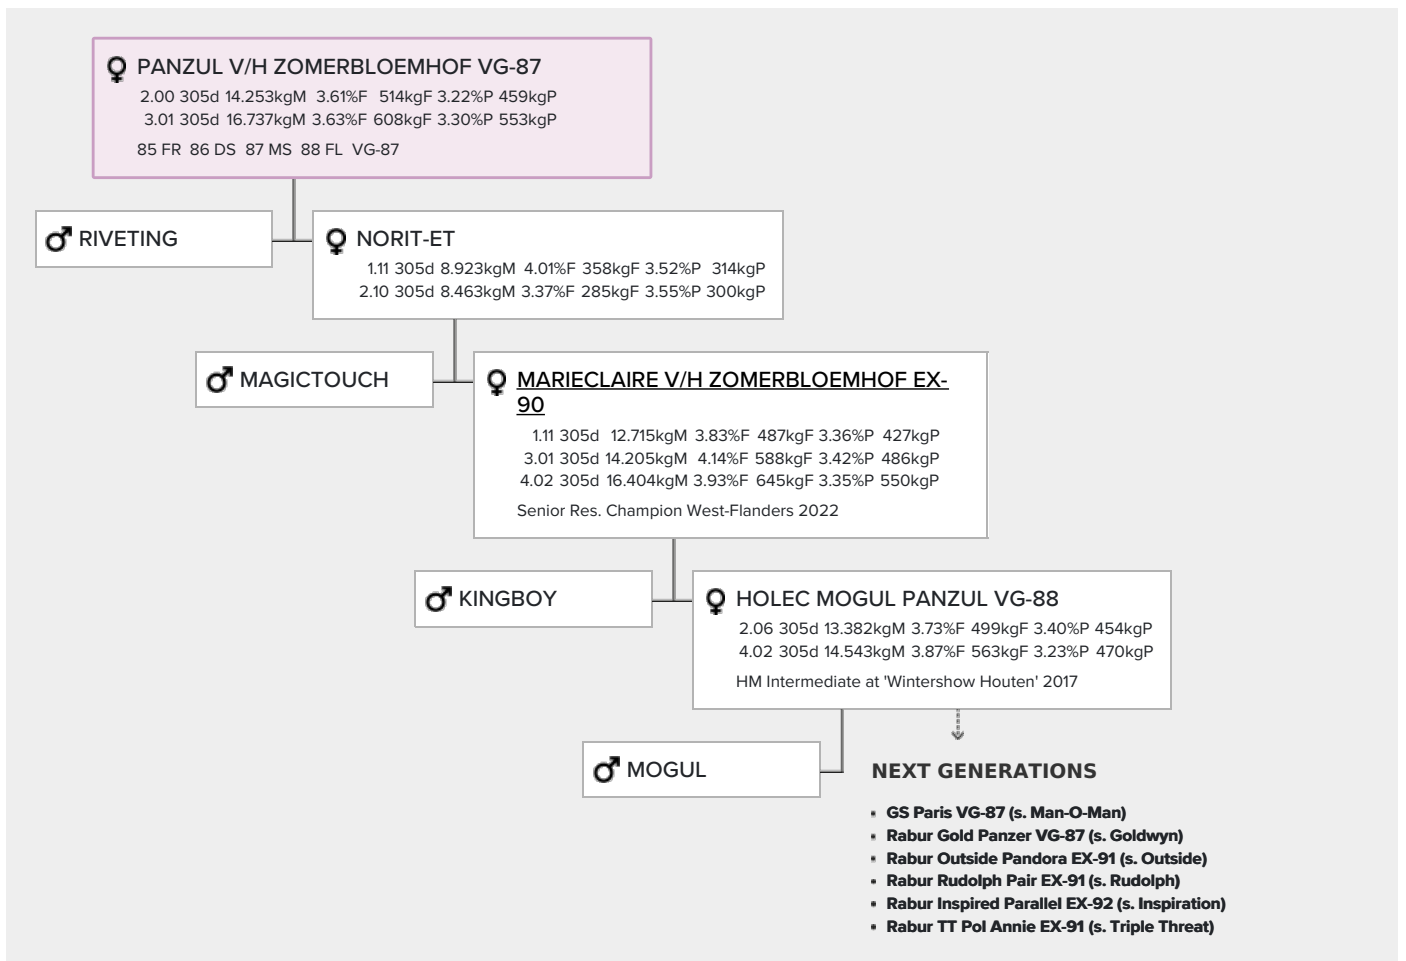 PANZUL V/H ZOMERBLOEMHOF VG-87
2.00 305d 14.253kgM 3.61%F 514kgF 3.22%P 459kgP
3.01 305d 16.737kgM 3.63%F 608kgF 3.30%P 553kgP
85 FR 86 DS 87 MS 88 FL VG-87
RIVETING
NORIT-ET
1.11 305d 8.923kgM 4.01%F 358kgF 3.52%P 314kgP
2.10 305d 8.463kgM 3.37%F 285kgF 3.55%P 300kgP
MAGICTOUCH
MARIECLAIRE V/H ZOMERBLOEMHOF EX-
90
1.11 305d 12.715kgM 3.83%F 487kgF 3.36%P 427kgP
3.01 305d 14.205kgM 4.14%F 588kgF 3.42%P 486kgP
4.02 305d 16.404kgM 3.93%F 645kgF 3.35%P 550kgP
Senior Res. Champion West-Flanders 2022
KINGBOY
HOLEC MOGUL PANZUL VG-88
2.06 305d 13.382kgM 3.73%F 499kgF 3.40%P 454kgP
4.02 305d 14.543kgM 3.87%F 563kgF 3.23%P 470kgP
HM Intermediate at 'Wintershow Houten' 2017
MOGUL
NEXT GENERATIONS
GS Paris VG-87 (s. Man-O-Man)
Rabur Gold Panzer VG-87 (s. Goldwyn)
Rabur Outside Pandora EX-91 (s. Outside)
Rabur Rudolph Pair EX-91 (s. Rudolph)
Rabur Inspired Parallel EX-92 (s. Inspiration)
Rabur TT Pol Annie EX-91 (s. Triple Threat)